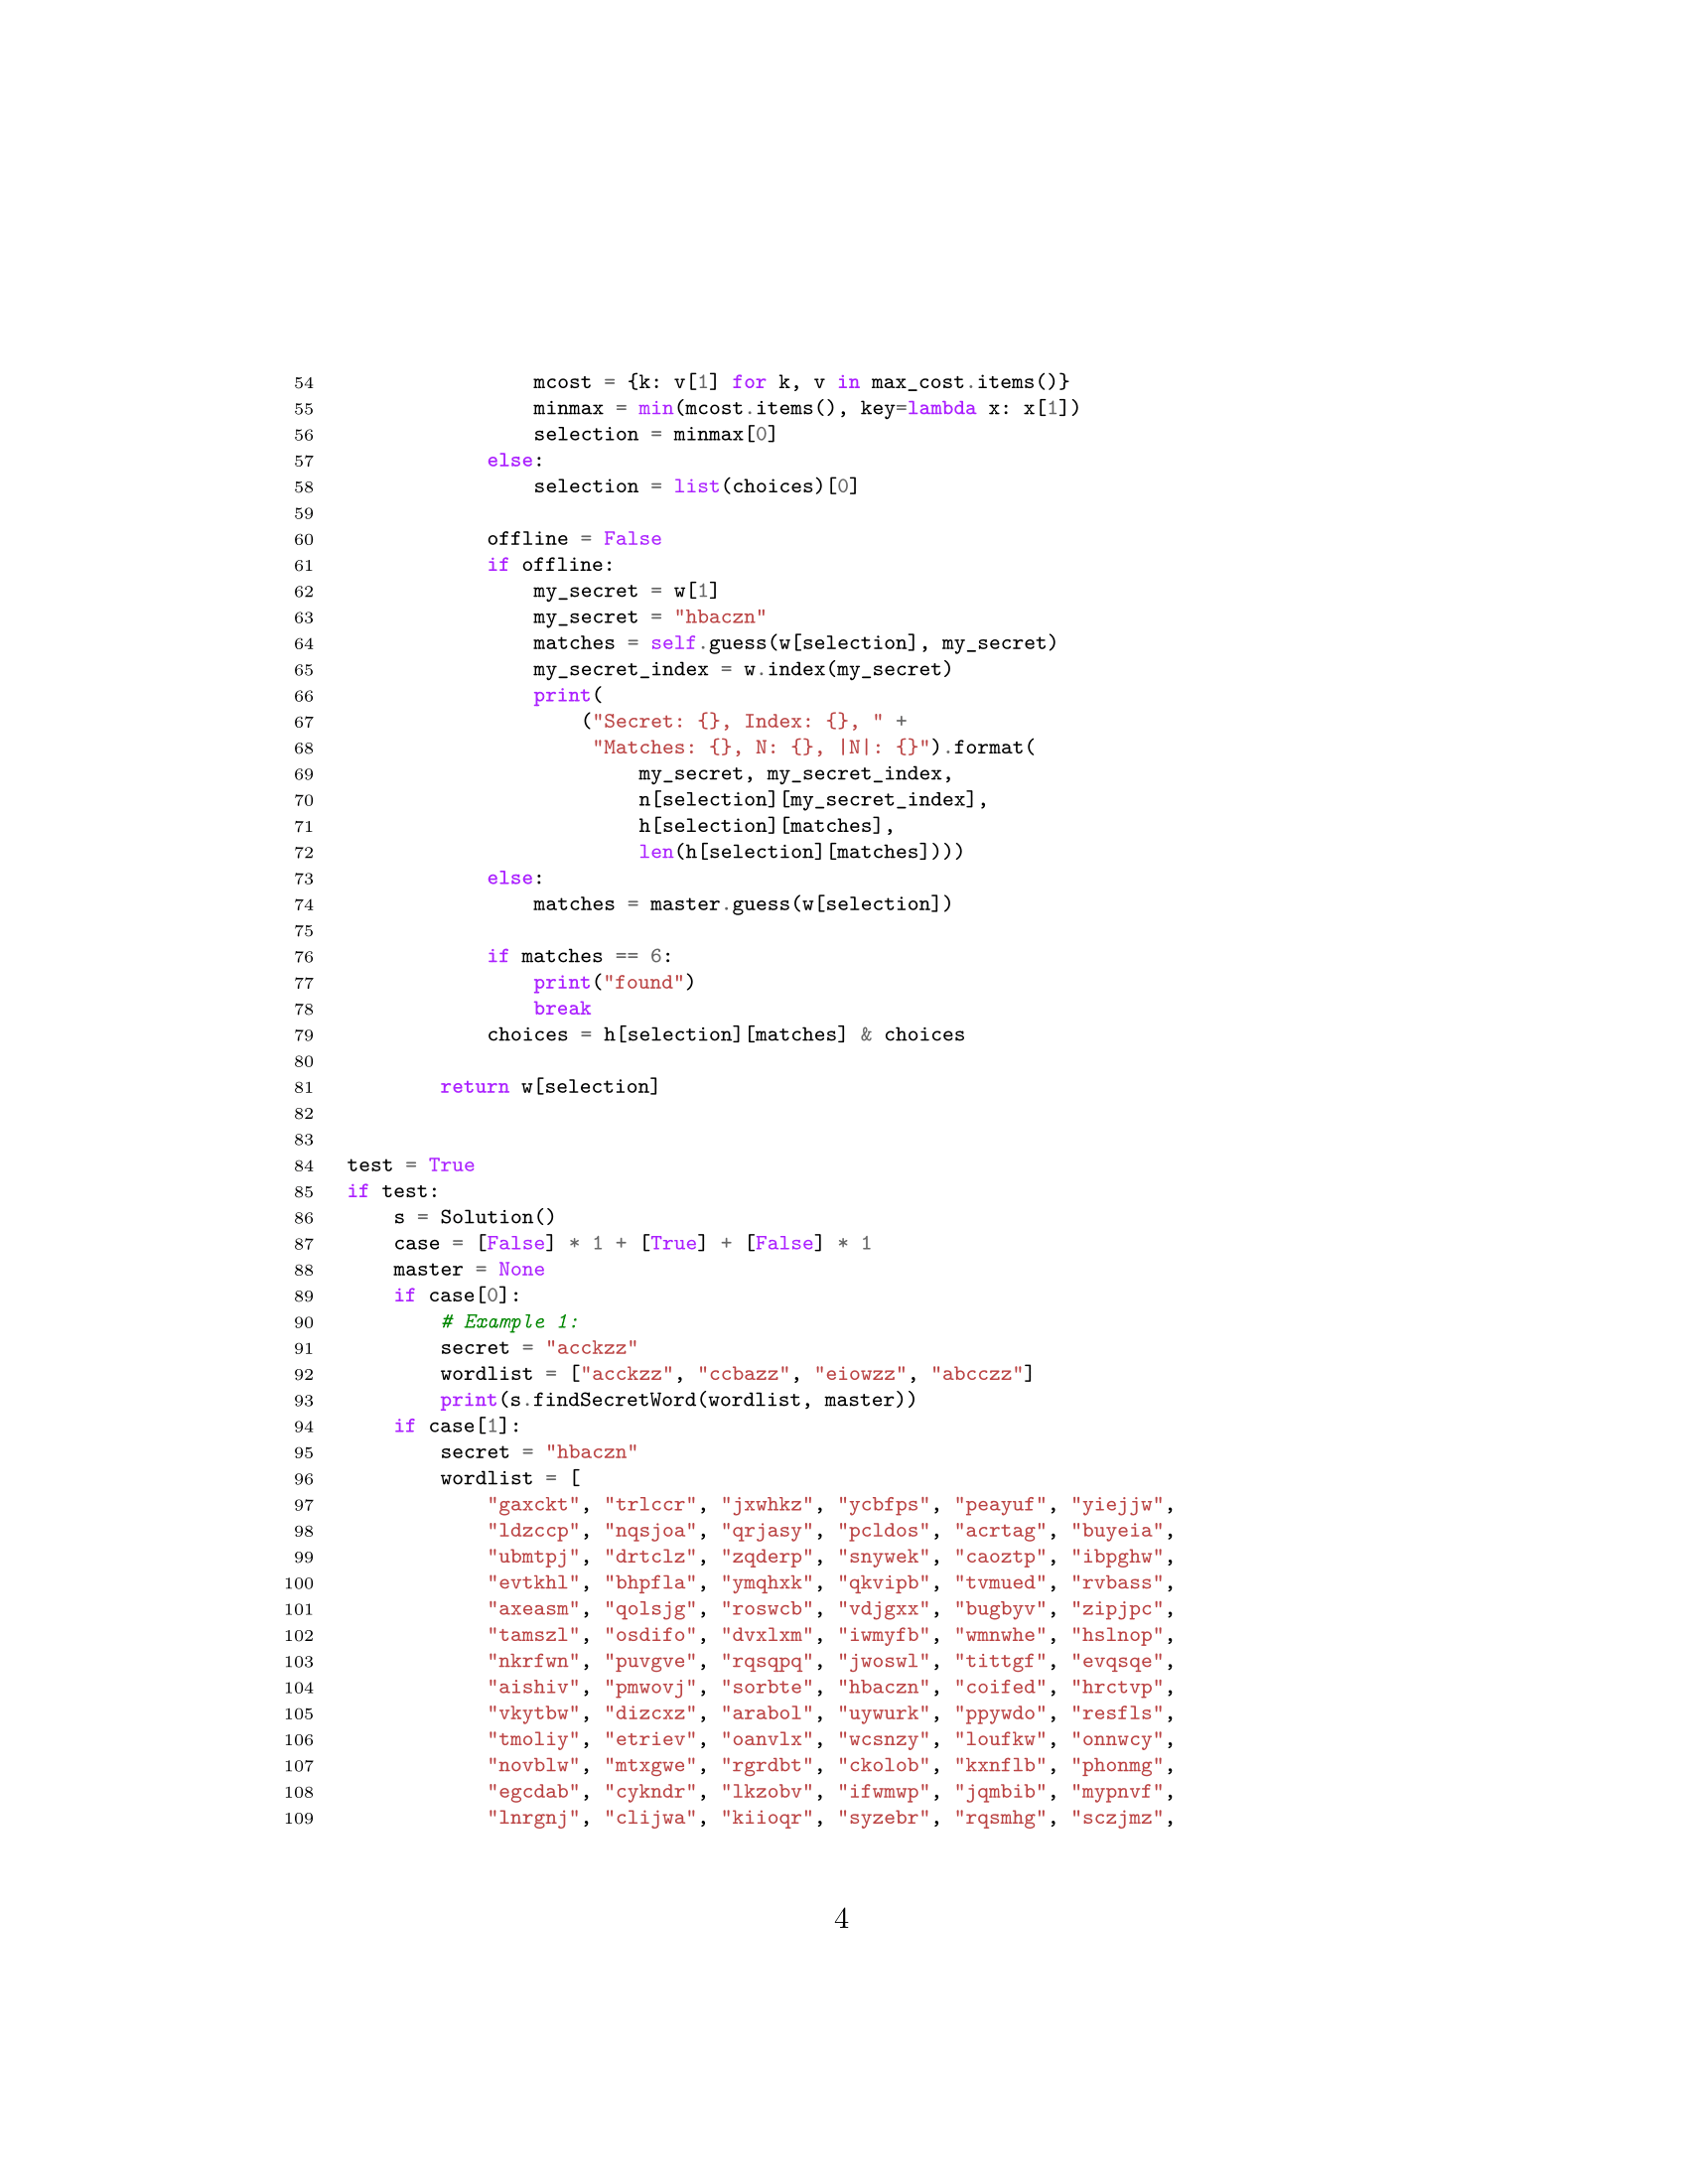 54                mcost = {k: v[1] for k, v in max_cost.items()}
55                minmax = min(mcost.items(), key=lambda x: x[1])
56                selection = minmax[0]
57            else:
58                selection = list(choices)[0]
59
60            offline = False
61            if offline:
62                my_secret = w[1]
63                my_secret = "hbaczn"
64                matches = self.guess(w[selection], my_secret)
65                my_secret_index = w.index(my_secret)
66                print(
67                    ("Secret: {}, Index: {}, " +
68                     "Matches: {}, N: {}, |N|: {}").format(
69                         my_secret, my_secret_index,
70                         n[selection][my_secret_index],
71                         h[selection][matches],
72                         len(h[selection][matches])))
73            else:
74                matches = master.guess(w[selection])
75
76            if matches == 6:
77                print("found")
78                break
79            choices = h[selection][matches] & choices
80
81        return w[selection]
82
83
84test = True
85if test:
86    s = Solution()
87    case = [False] * 1 + [True] + [False] * 1
88    master = None
89    if case[0]:
90        # Example 1:
91        secret = "acckzz"
92        wordlist = ["acckzz", "ccbazz", "eiowzz", "abcczz"]
93        print(s.findSecretWord(wordlist, master))
94    if case[1]:
95        secret = "hbaczn"
96        wordlist = [
97            "gaxckt", "trlccr", "jxwhkz", "ycbfps", "peayuf", "yiejjw",
98            "ldzccp", "nqsjoa", "qrjasy", "pcldos", "acrtag", "buyeia",
99            "ubmtpj", "drtclz", "zqderp", "snywek", "caoztp", "ibpghw",
100            "evtkhl", "bhpfla", "ymqhxk", "qkvipb", "tvmued", "rvbass",
101            "axeasm", "qolsjg", "roswcb", "vdjgxx", "bugbyv", "zipjpc",
102            "tamszl", "osdifo", "dvxlxm", "iwmyfb", "wmnwhe", "hslnop",
103            "nkrfwn", "puvgve", "rqsqpq", "jwoswl", "tittgf", "evqsqe",
104            "aishiv", "pmwovj", "sorbte", "hbaczn", "coifed", "hrctvp",
105            "vkytbw", "dizcxz", "arabol", "uywurk", "ppywdo", "resfls",
106            "tmoliy", "etriev", "oanvlx", "wcsnzy", "loufkw", "onnwcy",
107            "novblw", "mtxgwe", "rgrdbt", "ckolob", "kxnflb", "phonmg",
108            "egcdab", "cykndr", "lkzobv", "ifwmwp", "jqmbib", "mypnvf",
109            "lnrgnj", "clijwa", "kiioqr", "syzebr", "rqsmhg", "sczjmz",
4